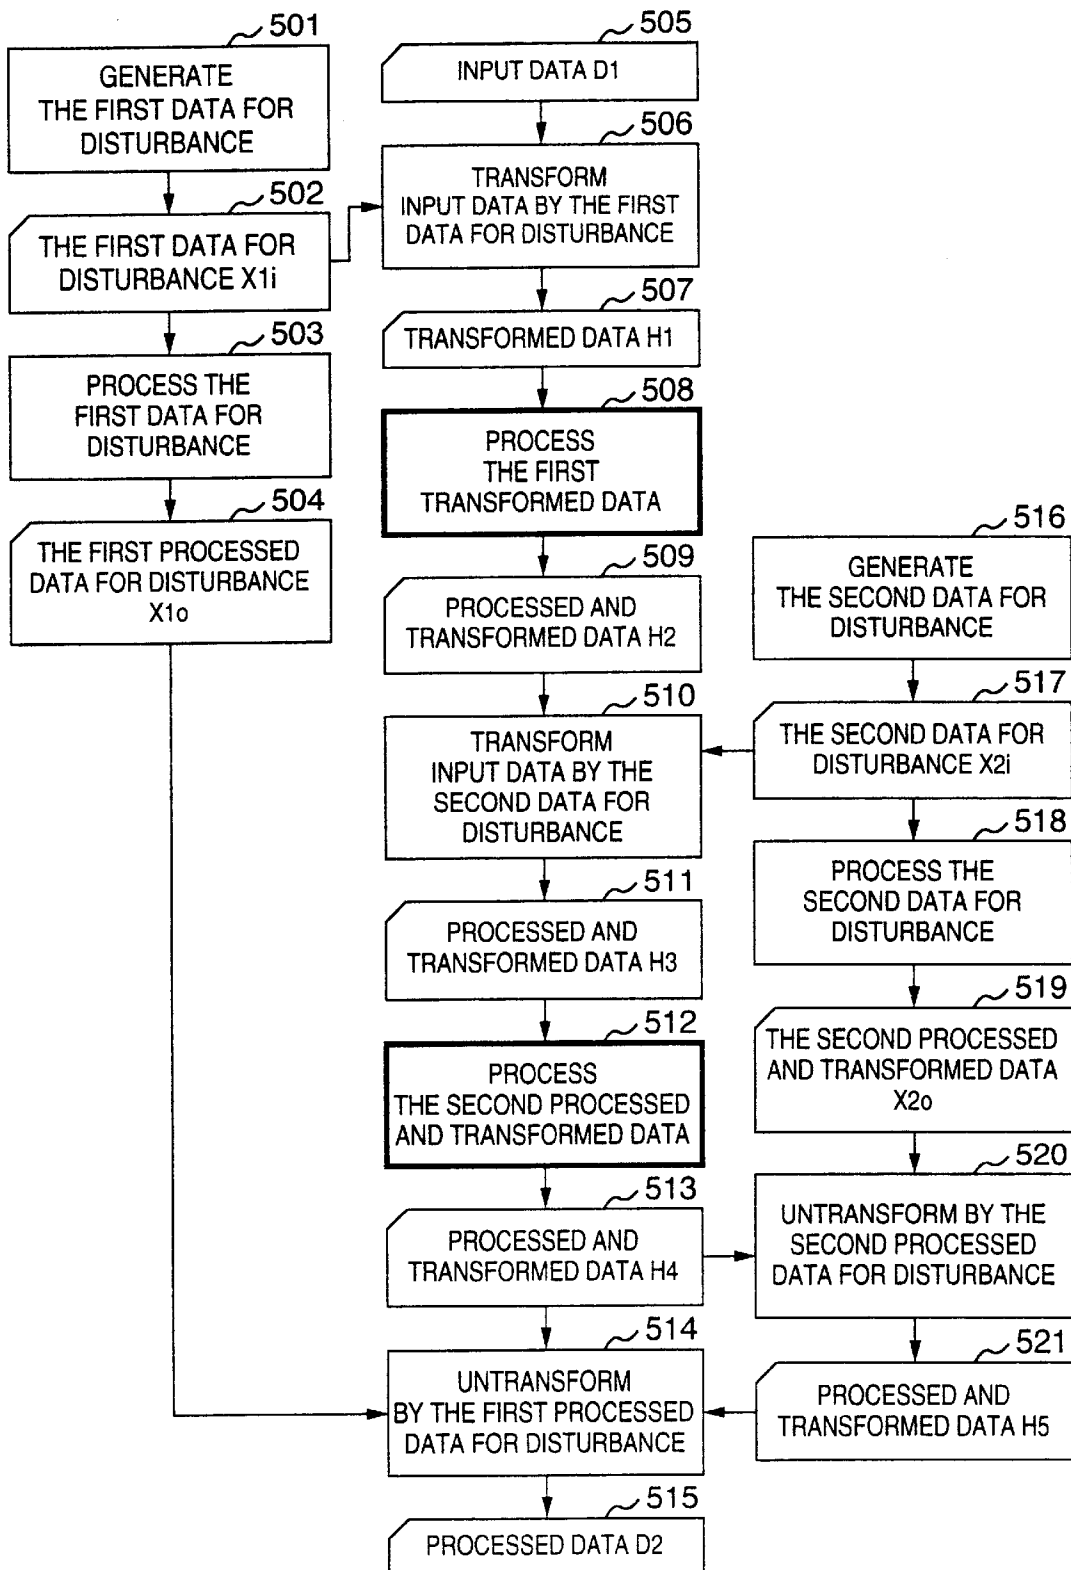 501
GENERATE
THE FIRST DATA FOR
DISTURBANCE
502
THE FIRST DATA FOR
DISTURBANCE X1i
503
PROCESS THE
FIRST DATA FOR
DISTURBANCE
504
THE FIRST PROCESSED
DATA FOR DISTURBANCE
X1o
505
INPUT DATA D1
506
TRANSFORM
INPUT DATA BY THE FIRST
DATA FOR DISTURBANCE
507
TRANSFORMED DATA H1
508
PROCESS
THE FIRST
TRANSFORMED DATA
509
PROCESSED AND
TRANSFORMED DATA H2
510
TRANSFORM
INPUT DATA BY THE
SECOND DATA FOR
DISTURBANCE
511
PROCESSED AND
TRANSFORMED DATA H3
512
PROCESS
THE SECOND PROCESSED
AND TRANSFORMED DATA
513
PROCESSED AND
TRANSFORMED DATA H4
514
UNTRANSFORM
BY THE FIRST PROCESSED
DATA FOR DISTURBANCE
515
PROCESSED DATA D2
516
GENERATE
THE SECOND DATA FOR
DISTURBANCE
517
THE SECOND DATA FOR
DISTURBANCE X2i
518
PROCESS THE
SECOND DATA FOR
DISTURBANCE
519
THE SECOND PROCESSED
AND TRANSFORMED DATA
X2o
520
UNTRANSFORM BY THE
SECOND PROCESSED
DATA FOR DISTURBANCE
521
PROCESSED AND
TRANSFORMED DATA H5